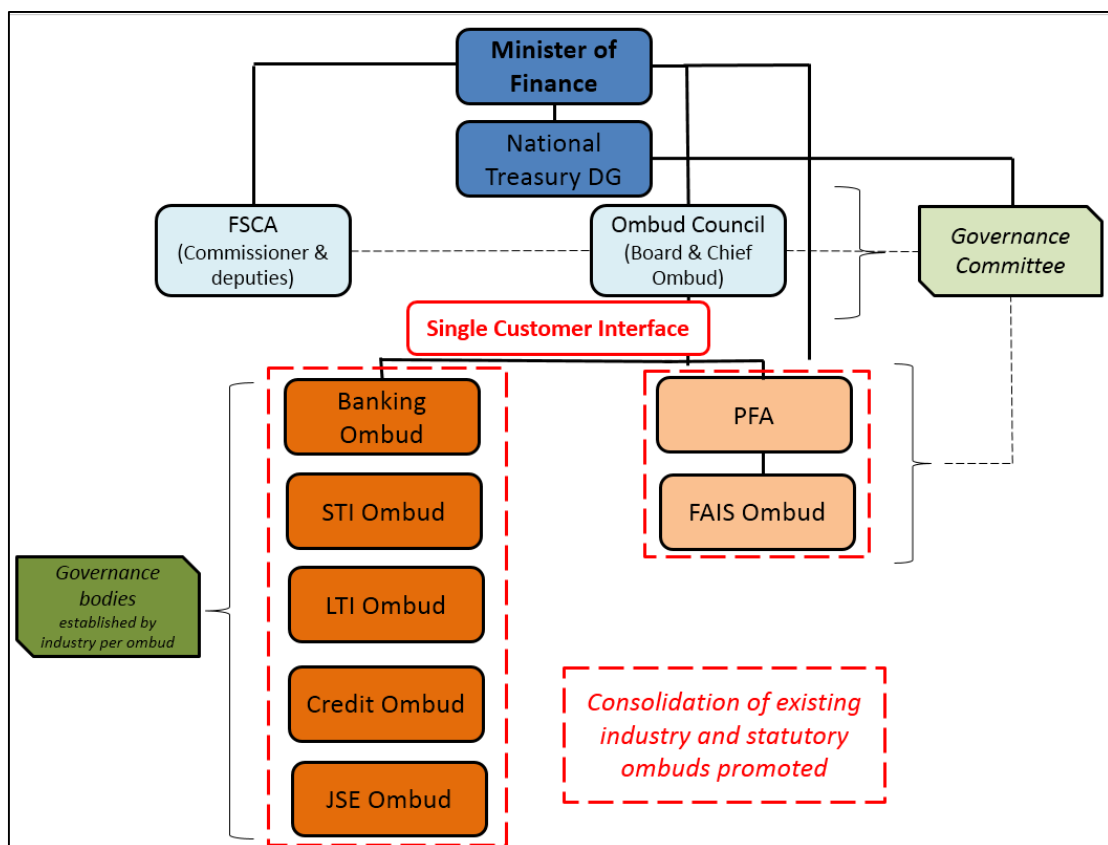 Minister of
Finance
National
Treasury DG
FSCA
(Commissioner &
deputies)
Ombud Council
(Board & Chief
Ombud)
Governance
Committee
Single Customer Interface
Banking
Ombud
PFA
STI Ombud
FAIS Ombud
Governance
bodies
established by
industry per ombud
LTI Ombud
Credit Ombud
JSE Ombud
Consolidation of existing
industry and statutory
ombuds promoted